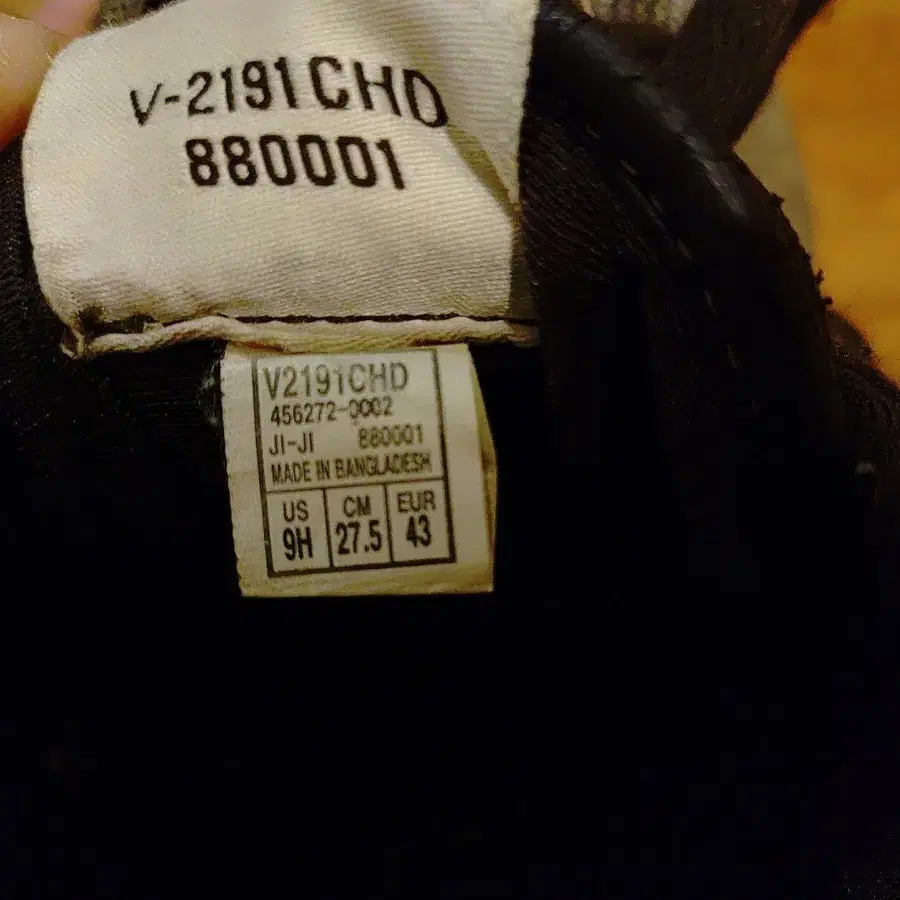 V-2191CHD
880001
V2191CHD
456272-0002
JI-JI 880001
MADE IN BANGLADESH
US CM EUR
9H 27.5 43